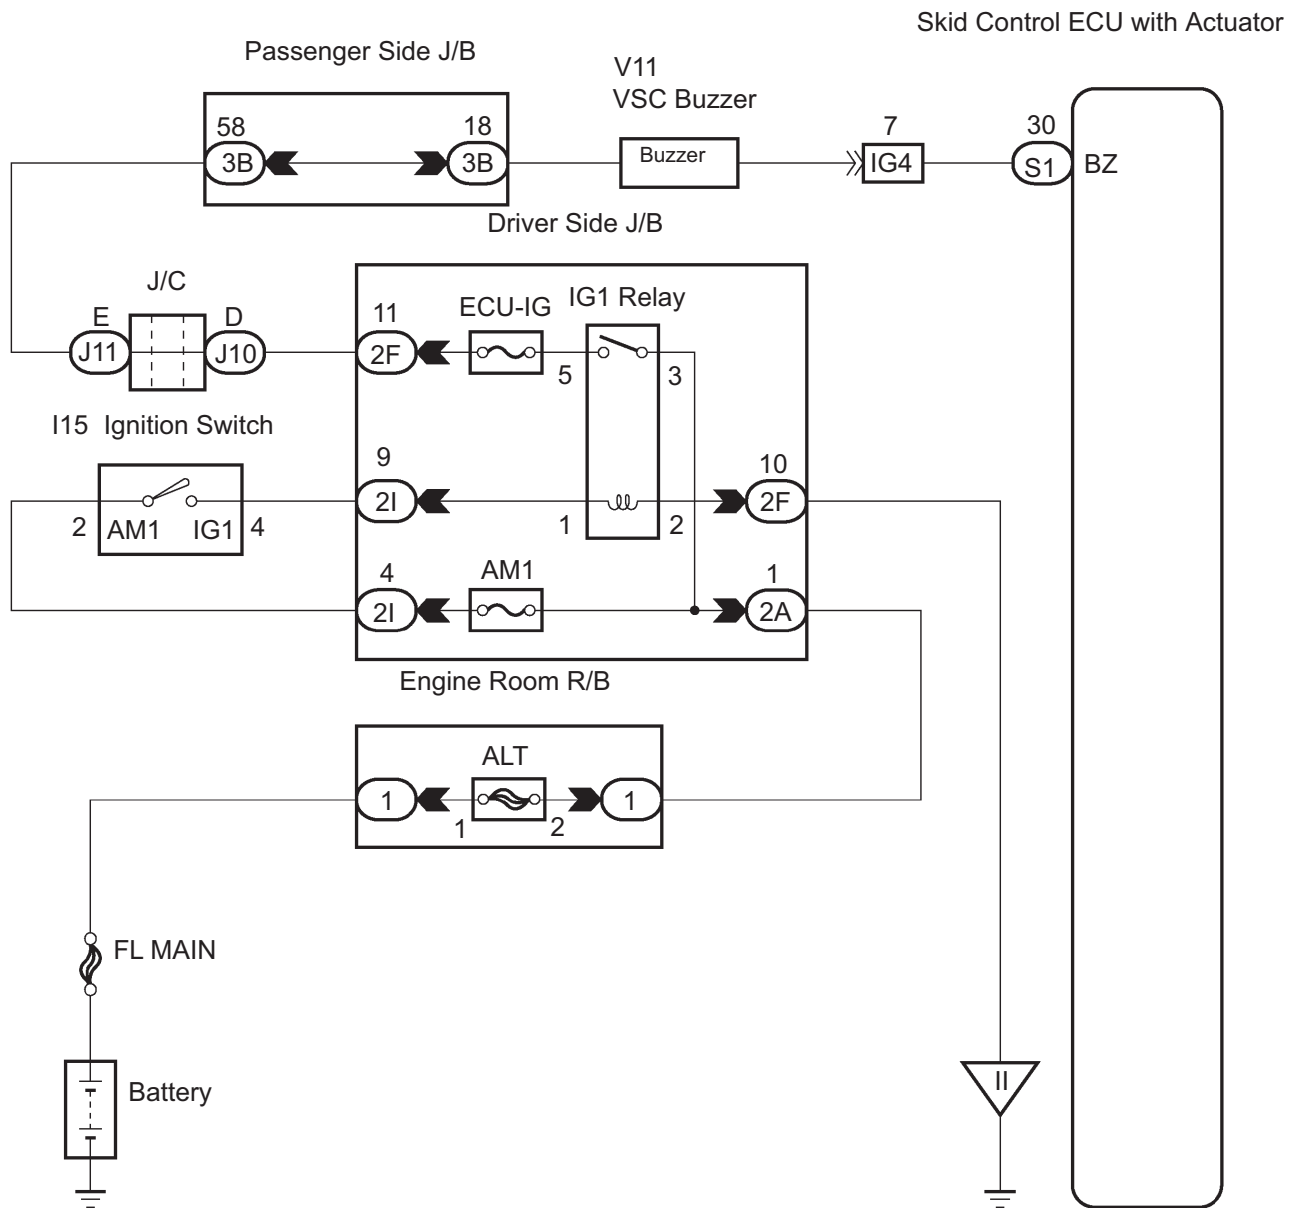 Skid Control ECU with Actuator
Passenger Side J/B
V11
VSC Buzzer
58
18
7
30
3B
3B
Buzzer
IG4
S1
BZ
Driver Side J/B
J/C
E
D
J11
J10
11
ECU-IG
IG1 Relay
2F
5
3
I15 Ignition Switch
9
10
2I
2F
2
AM1
IG1
4
1
2
4
AM1
1
2I
2A
Engine Room R/B
ALT
1
1
1
2
FL MAIN
Battery
II